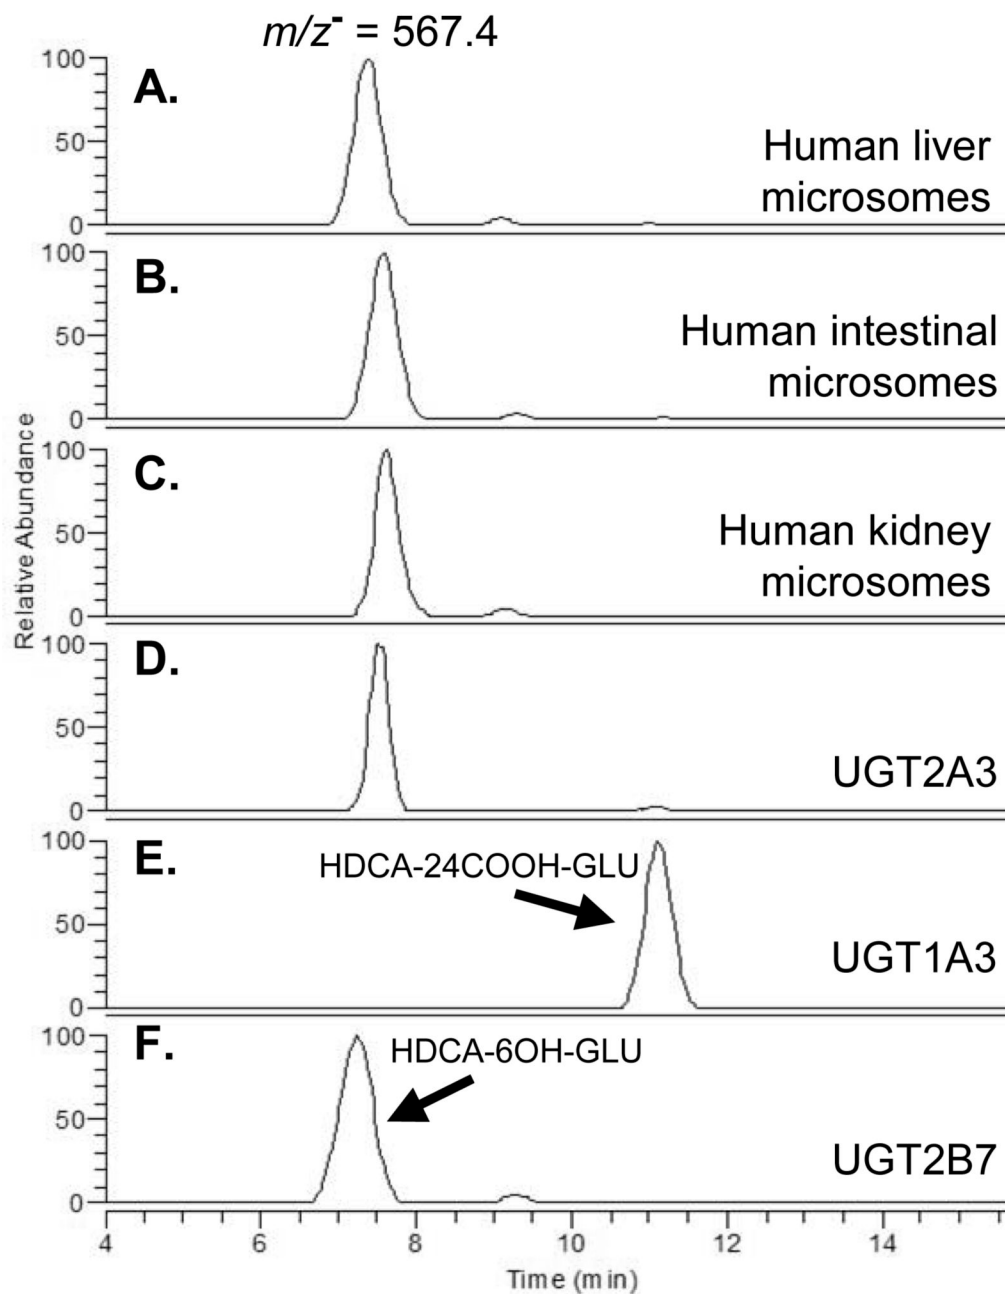 m/z⁻ = 567.4
100
A.
Human liver
microsomes
50
0
100
B.
Human intestinal
microsomes
50
0
Relative Abundance
100
C.
Human kidney
microsomes
50
0
100
D.
50
UGT2A3
0
100
E.
HDCA-24COOH-GLU
50
UGT1A3
0
100
F.
HDCA-6OH-GLU
50
UGT2B7
0
4 6 8 10 12 14
Time (min)